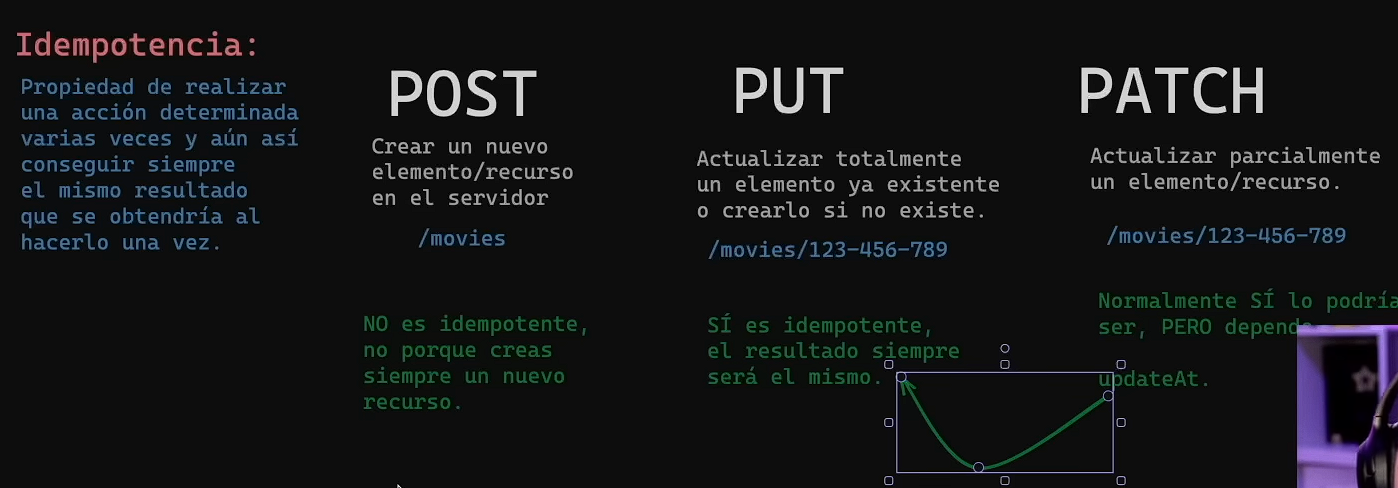 Idempotencia:
Propiedad de realizar
una acción determinada
varias veces y aún así
conseguir siempre
el mismo resultado
que se obtendría al
hacerlo una vez.
POST
Crear un nuevo
elemento/recurso
en el servidor
/movies
NO es idempotente,
no porque creas
siempre un nuevo
recurso.
PUT
Actualizar totalmente
un elemento ya existente
o crearlo si no existe.
/movies/123-456-789
SÍ es idempotente,
el resultado siempre
será el mismo.
PATCH
Actualizar parcialmente
un elemento/recurso.
/movies/123-456-789
Normalmente SÍ lo podría
ser, PERO depende
updateAt.